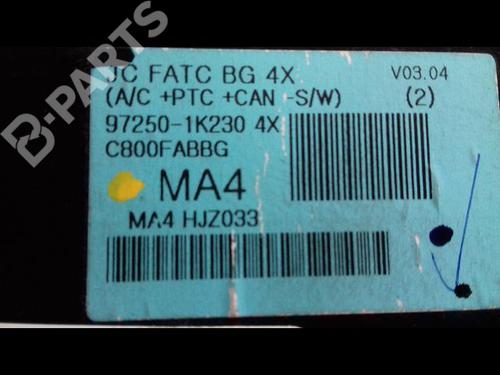 JC FATC BG 4X V03.04
(A/C +PTC +CAN -S/W) (2)
97250-1K230 4X
C800FABBG
MA4
MA4 HJZ033
B-PARTS